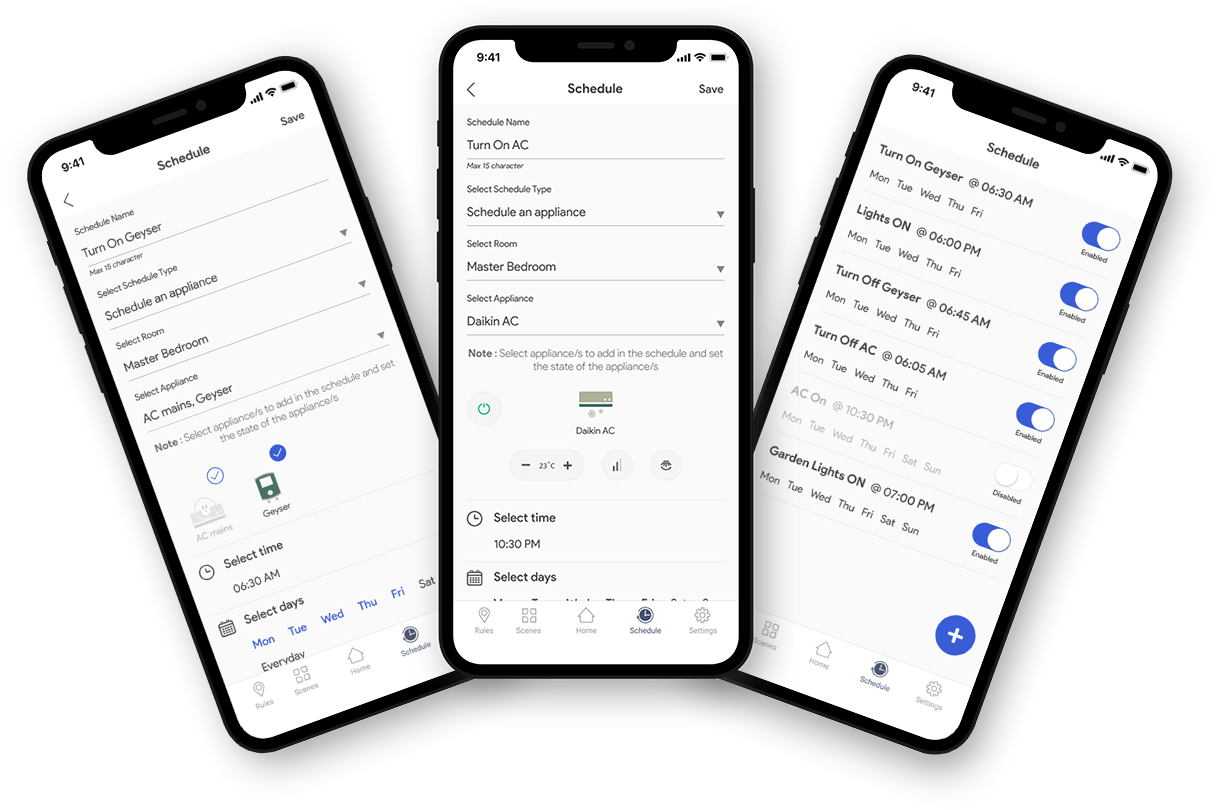 9:41
Schedule
Save
Schedule Name
Turn On Geyser
Max 15 character
Select Schedule Type
Schedule an appliance
Select Room
Master Bedroom
Select Appliance
AC mains, Geyser
Note : Select appliance/s to add in the schedule and set
the state of the appliance/s
AC mains
Geyser
Select time
06:30 AM
Select days
Mon Tue Wed Thu Fri Sat
Everyday
Rules Scenes Home Schedule
9:41
Schedule
Save
Schedule Name
Turn On AC
Max 15 character
Select Schedule Type
Schedule an appliance
Select Room
Master Bedroom
Select Appliance
Daikin AC
Note : Select appliance/s to add in the schedule and set
the state of the appliance/s
Daikin AC
23°C
Select time
10:30 PM
Select days
Rules Scenes Home Schedule Settings
9:41
Schedule
Turn On Geyser @ 06:30 AM
Mon Tue Wed Thu Fri
Enabled
Lights ON @ 06:00 PM
Mon Tue Wed Thu Fri
Enabled
Turn Off Geyser @ 06:45 AM
Mon Tue Wed Thu Fri
Enabled
Turn Off AC @ 06:05 AM
Mon Tue Wed Thu Fri
Enabled
AC On @ 10:30 PM
Mon Tue Wed Thu Fri Sat Sun
Disabled
Garden Lights ON @ 07:00 PM
Mon Tue Wed Thu Fri Sat Sun
Enabled
Home Schedule Settings